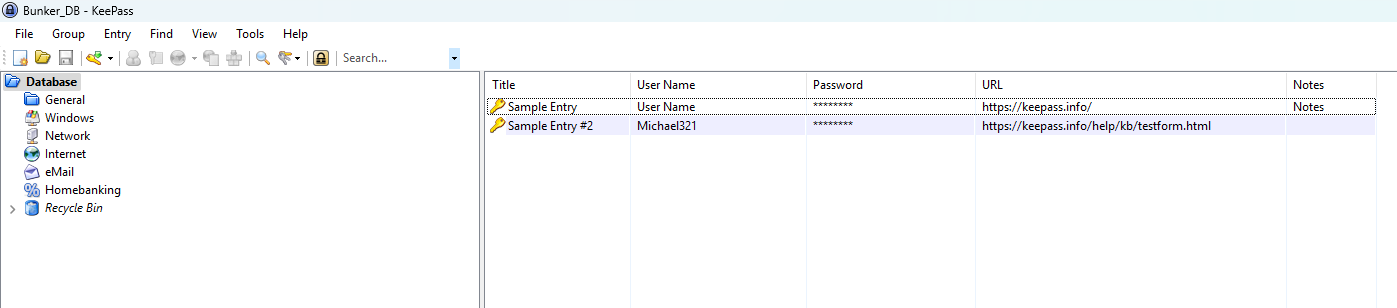 Bunker_DB - KeePass
File Group Entry Find View Tools Help
Search...
Database
General
Windows
Network
Internet
eMail
Homebanking
Recycle Bin
Title User Name Password URL Notes
Sample Entry User Name ******** https://keepass.info/ Notes
Sample Entry #2 Michael321 ******** https://keepass.info/help/kb/testform.html